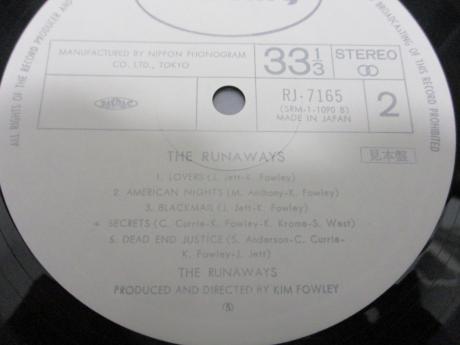 ALL RIGHTS OF THE RECORD PRODUCER AND
BROADCASTING OF THIS RECORD PROHIBITED
MANUFACTURED BY NIPPON PHONOGRAM
CO. LTD., TOKYO
33 1/3
STEREO
RJ-7165
(SRM-1-1090 B)
MADE IN JAPAN
2
THE RUNAWAYS
見本盤
1. LOVERS (J. Jett-K. Fowley)
2. AMERICAN NIGHTS (M. Anthony-K. Fowley)
3. BLACKMAIL (J. Jett-K. Fowley)
4. SECRETS (C. Currie-K. Fowley-K. Krome-S. West)
5. DEAD END JUSTICE (S. Anderson-C. Currie-
K. Fowley-J. Jett)
THE RUNAWAYS
PRODUCED AND DIRECTED BY KIM FOWLEY